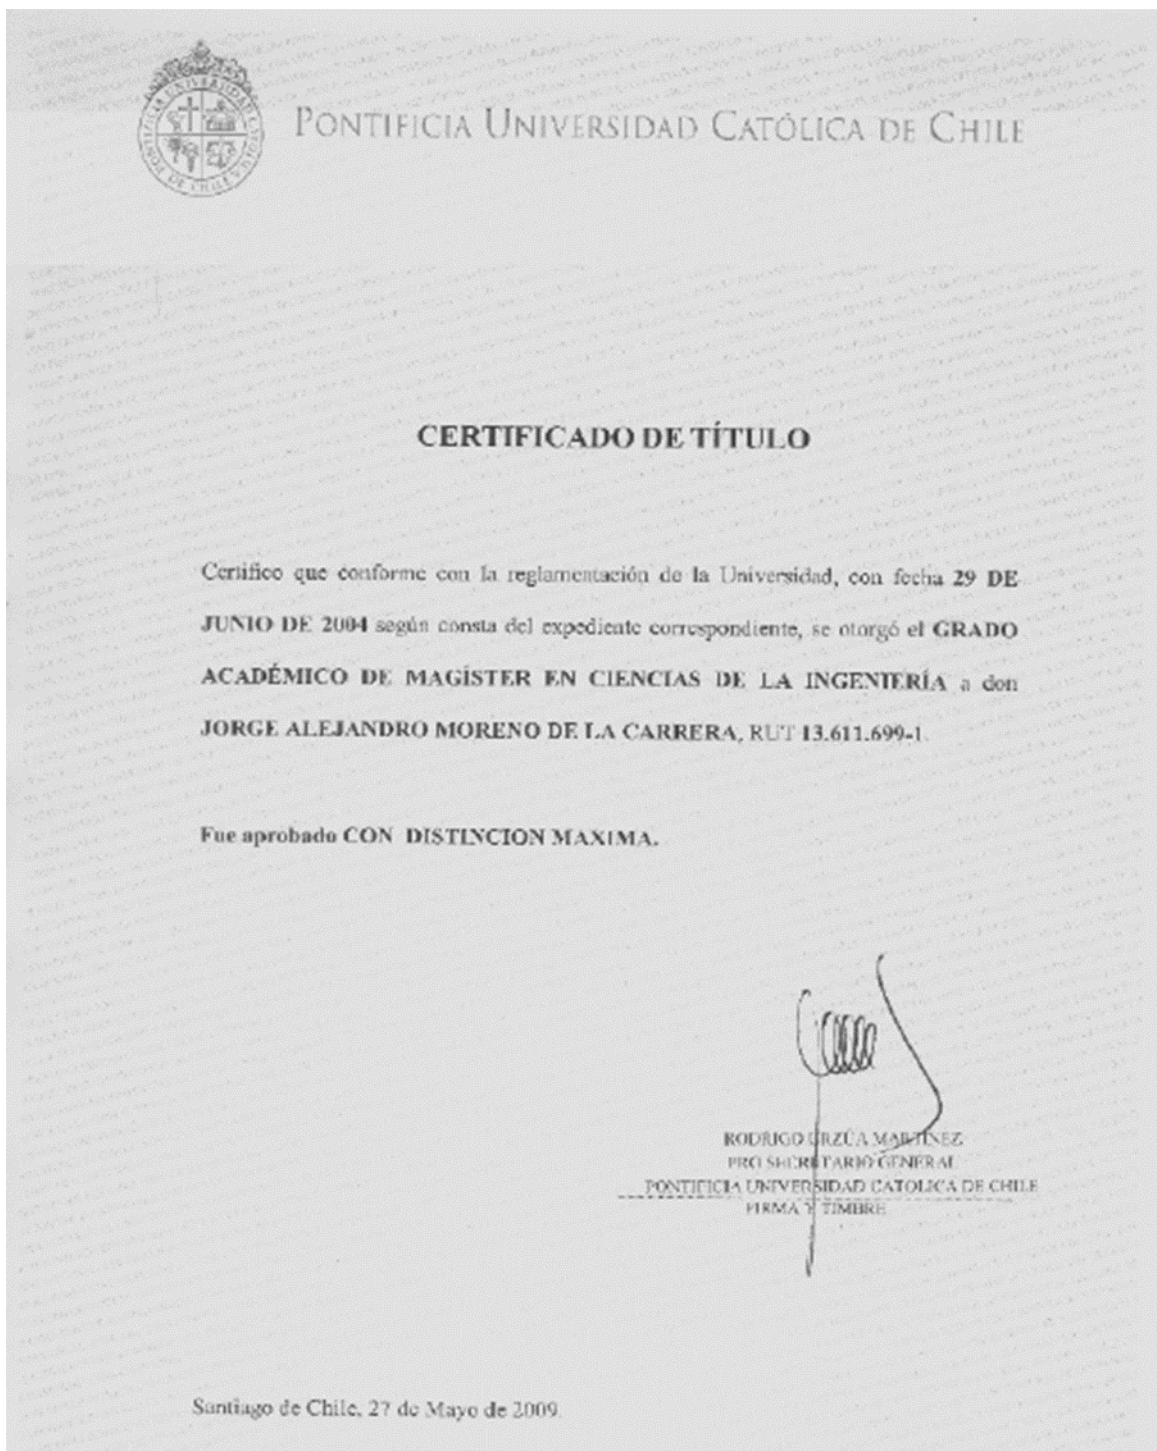 PONTIFICIA UNIVERSIDAD CATÓLICA DE CHILE
CERTIFICADO DE TÍTULO
Certifico que conforme con la reglamentación de la Universidad, con fecha 29 DE
JUNIO DE 2004 según consta del expediente correspondiente, se otorgó el GRADO
ACADÉMICO DE MAGÍSTER EN CIENCIAS DE LA INGENIERÍA a don
JORGE ALEJANDRO MORENO DE LA CARRERA, RUT 13.611.699-1.
Fue aprobado CON DISTINCION MAXIMA.
RODRIGO URZÚA MARTÍNEZ
PRO SECRETARIO GENERAL
PONTIFICIA UNIVERSIDAD CATOLICA DE CHILE
FIRMA Y TIMBRE
Santiago de Chile, 27 de Mayo de 2009.